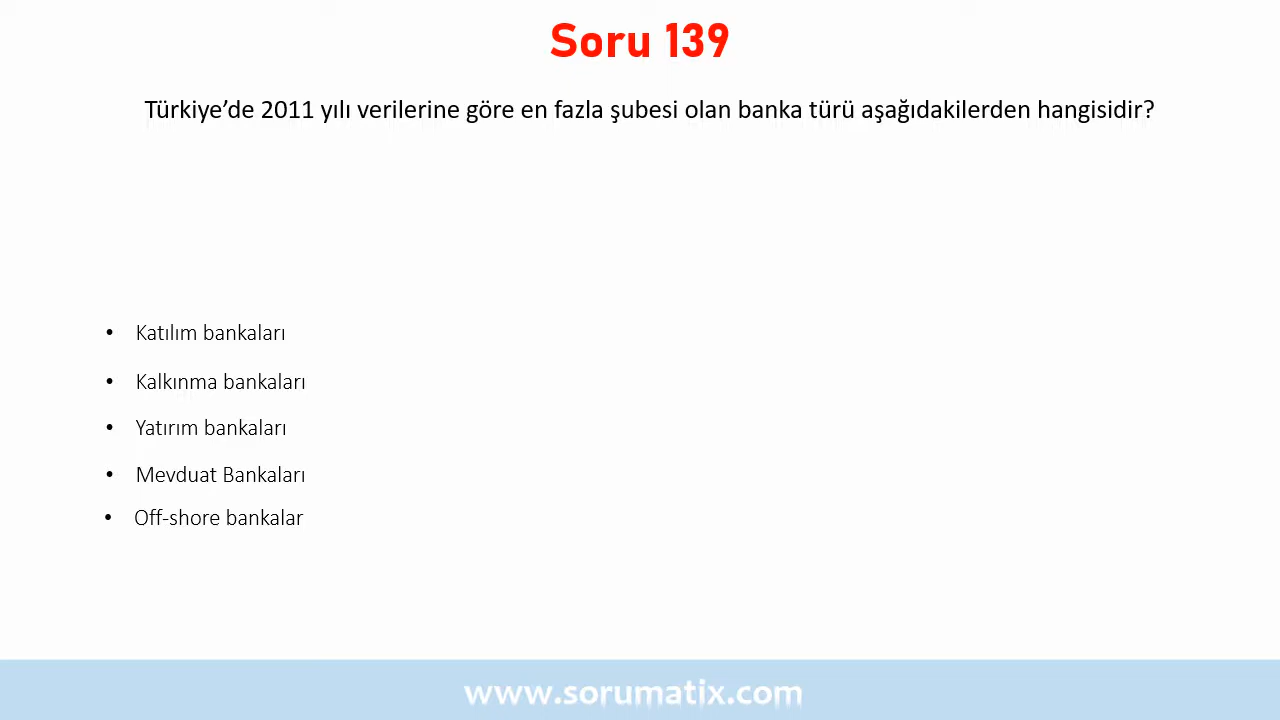 Soru 139
Türkiye’de 2011 yılı verilerine göre en fazla şubesi olan banka türü aşağıdakilerden hangisidir?
• Katılım bankaları
• Kalkınma bankaları
• Yatırım bankaları
• Mevduat Bankaları
• Off-shore bankalar
www.sorumatix.com